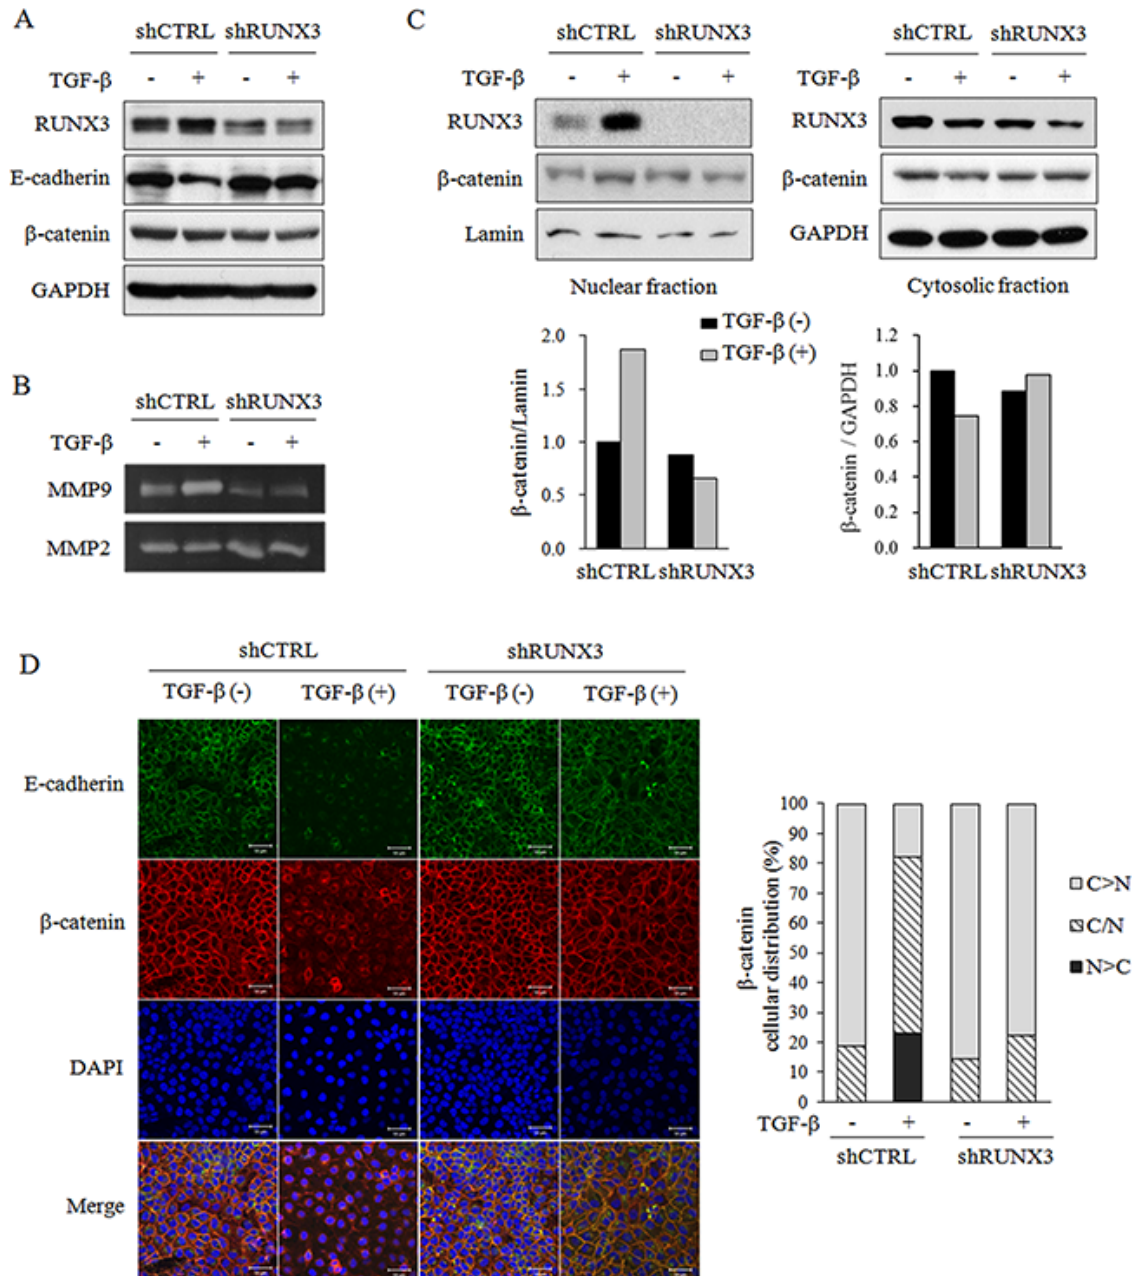 A
shCTRL shRUNX3
TGF-β - + - +
RUNX3
E-cadherin
β-catenin
GAPDH
B
shCTRL shRUNX3
TGF-β - + - +
MMP9
MMP2
C
shCTRL shRUNX3
TGF-β - + - +
RUNX3
β-catenin
Lamin
Nuclear fraction
shCTRL shRUNX3
TGF-β - + - +
RUNX3
β-catenin
GAPDH
Cytosolic fraction
TGF-β (-)
TGF-β (+)
β-catenin/Lamin
2.0
1.5
1.0
0.5
0.0
shCTRL shRUNX3
β-catenin / GAPDH
1.2
1.0
0.8
0.6
0.4
0.2
0.0
shCTRL shRUNX3
D
shCTRL shRUNX3
TGF-β (-) TGF-β (+) TGF-β (-) TGF-β (+)
E-cadherin
β-catenin
DAPI
Merge
β-catenin
cellular distribution (%)
100
90
80
70
60
50
40
30
20
10
0
TGF-β - + - +
shCTRL shRUNX3
C>N
C/N
N>C